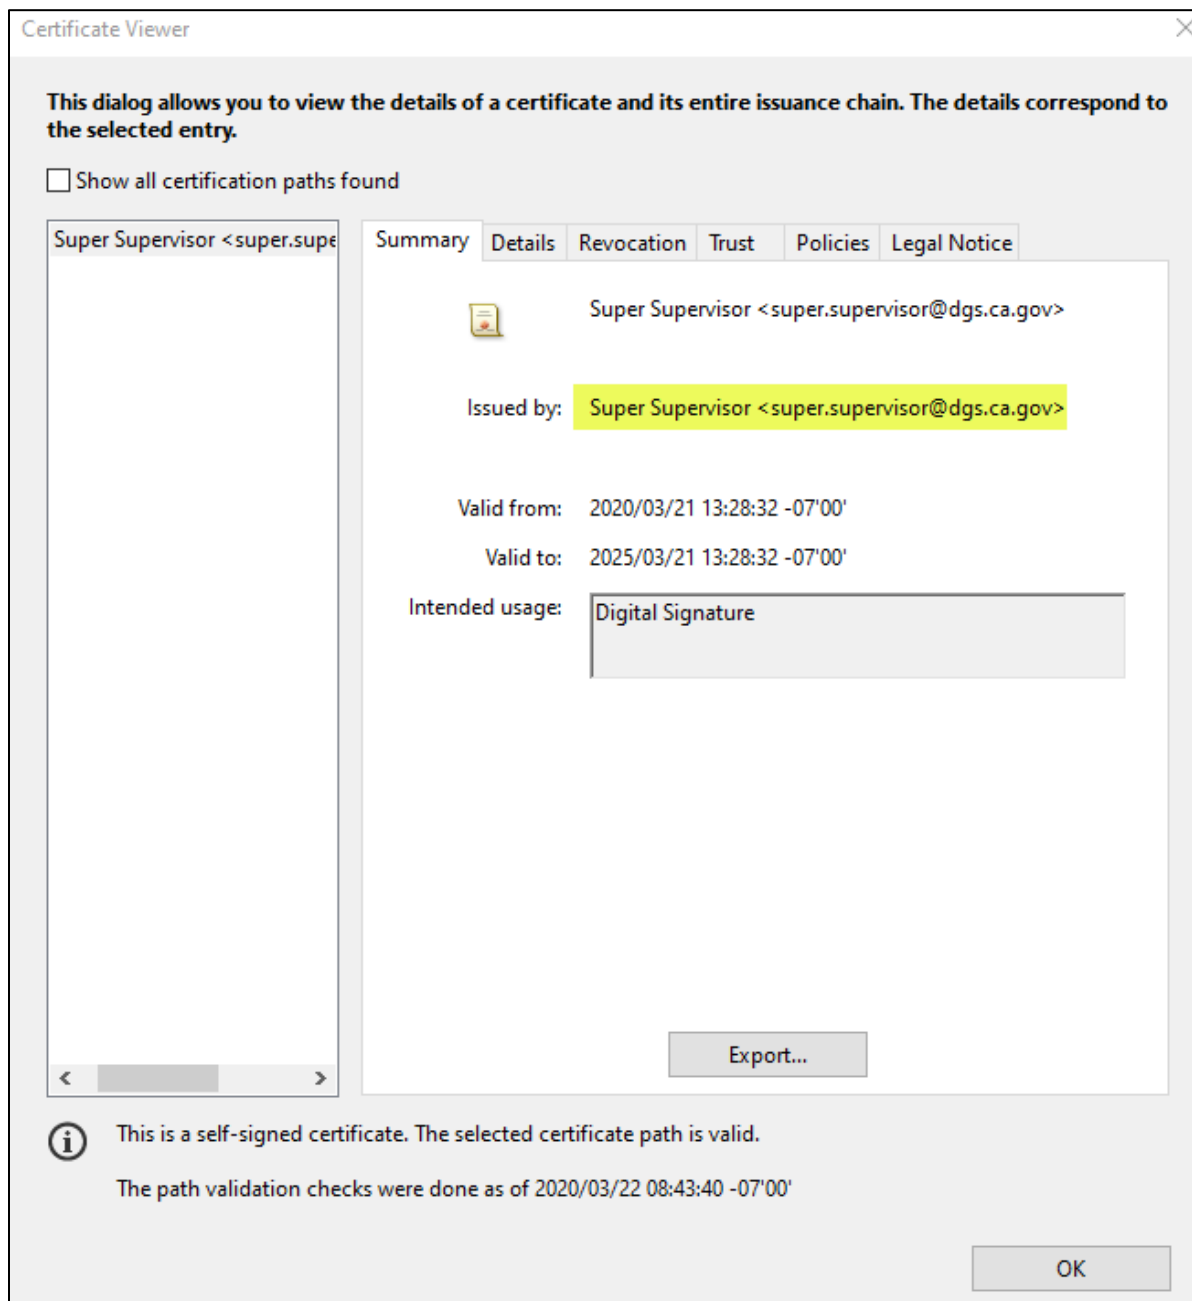 Certificate Viewer
This dialog allows you to view the details of a certificate and its entire issuance chain. The details correspond to
the selected entry.
Show all certification paths found
Super Supervisor <super.supe
Summary Details Revocation Trust Policies Legal Notice
Super Supervisor <super.supervisor@dgs.ca.gov>
Issued by: Super Supervisor <super.supervisor@dgs.ca.gov>
Valid from: 2020/03/21 13:28:32 -07'00'
Valid to: 2025/03/21 13:28:32 -07'00'
Intended usage: Digital Signature
Export...
This is a self-signed certificate. The selected certificate path is valid.
The path validation checks were done as of 2020/03/22 08:43:40 -07'00'
OK